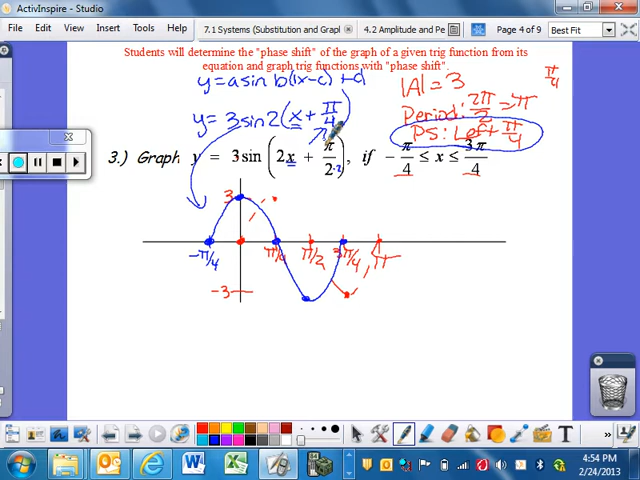 ActivInspire - Studio
File Edit View Insert Tools Help
7.1 Systems (Substitution and Grap
4.2 Amplitude and Pe
Page 4 of 9
Best Fit
Students will determine the "phase shift" of the graph of a given trig function from its
equation and graph trig functions with "phase shift".
y = a sin b(x-c) + d
|A| = 3
π/4
y = 3 sin 2 (x + π/4)
Period: 2π/2 = π
PS: Left π/4
3.) Graph y = 3 sin (2x + π/2·2), if -π/4 ≤ x ≤ 3π/4
3
-π/4 π/4 π/2 3π/4 π
-3
4:54 PM
2/24/2013